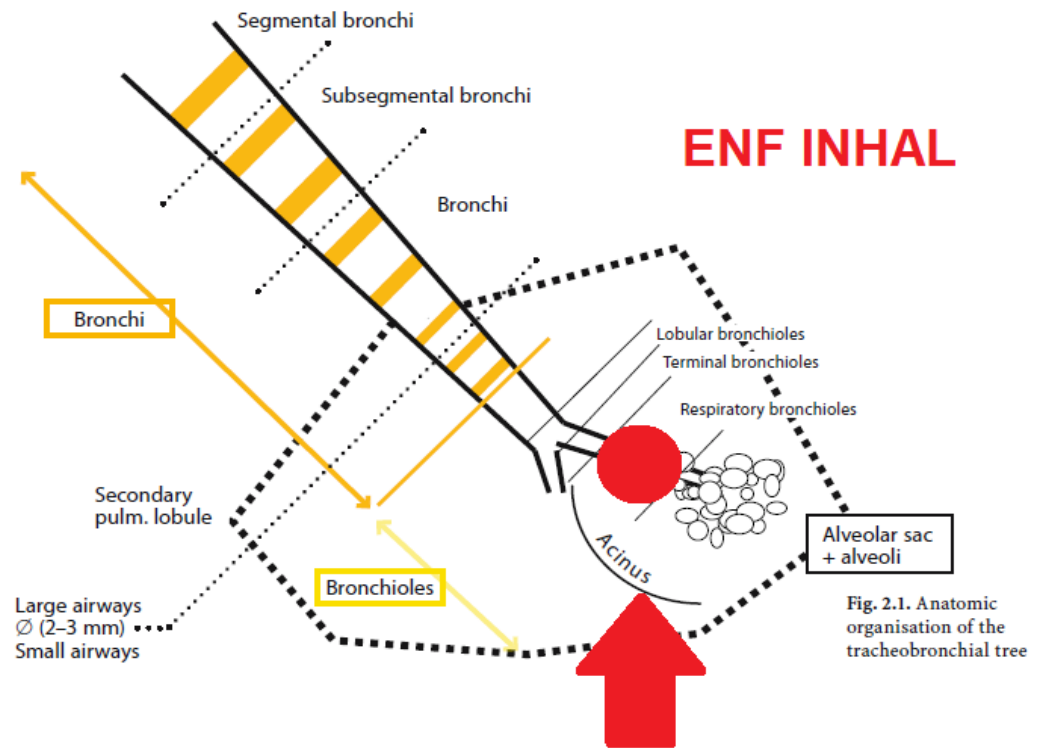 Segmental bronchi
Subsegmental bronchi
ENF INHAL
Bronchi
Bronchi
Lobular bronchioles
Terminal bronchioles
Respiratory bronchioles
Secondary
pulm. lobule
Alveolar sac
+ alveoli
Acinus
Bronchioles
Large airways
∅ (2–3 mm)
Small airways
Fig. 2.1. Anatomic
organisation of the
tracheobronchial tree